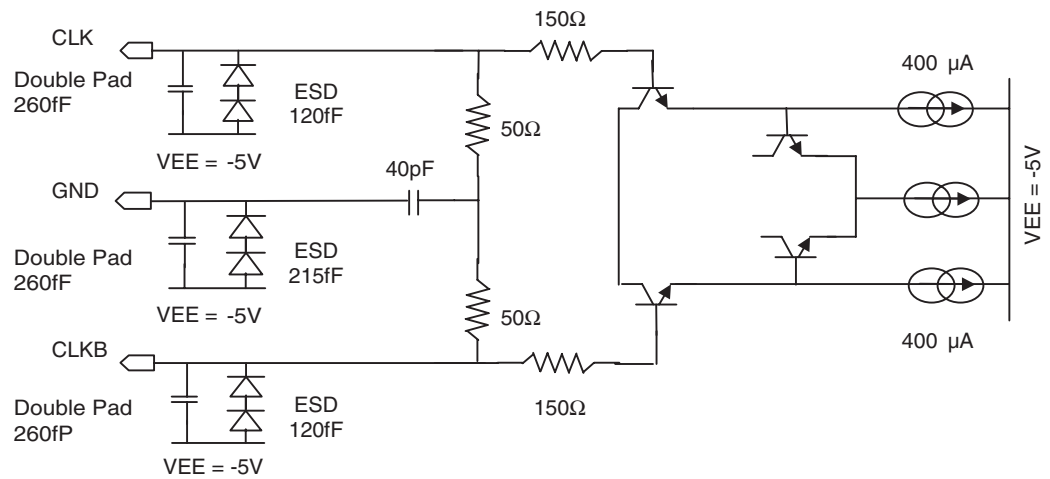 150Ω
CLK
400 µA
Double Pad
260fF
ESD
120fF
50Ω
VEE = -5V
40pF
GND
VEE = -5V
Double Pad
260fF
ESD
215fF
VEE = -5V
50Ω
CLKB
400 µA
Double Pad
260fP
ESD
120fF
150Ω
VEE = -5V